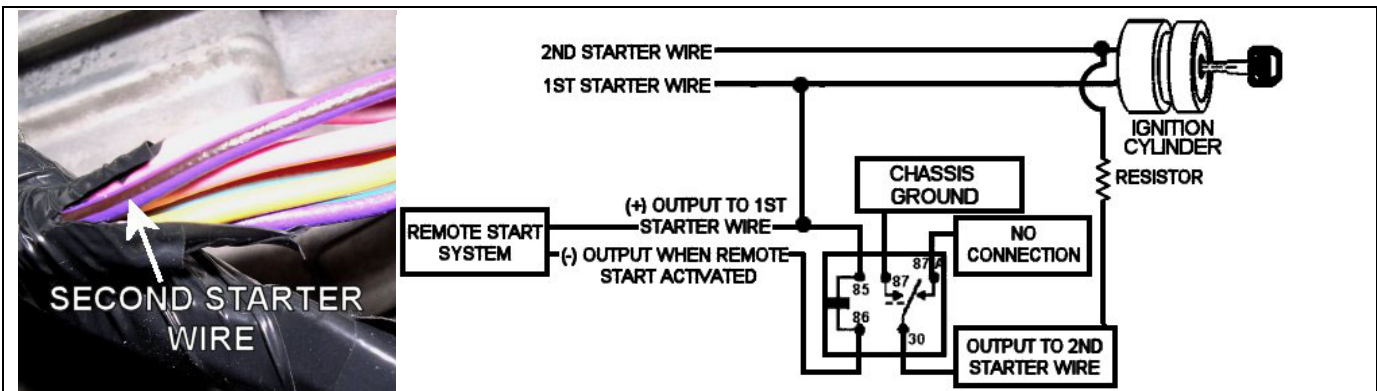 SECOND STARTER
WIRE
2ND STARTER WIRE
1ST STARTER WIRE
IGNITION
CYLINDER
RESISTOR
CHASSIS
GROUND
(+) OUTPUT TO 1ST
STARTER WIRE
REMOTE START
SYSTEM
(-) OUTPUT WHEN REMOTE
START ACTIVATED
NO
CONNECTION
87A
87
85
86
30
OUTPUT TO 2ND
STARTER WIRE